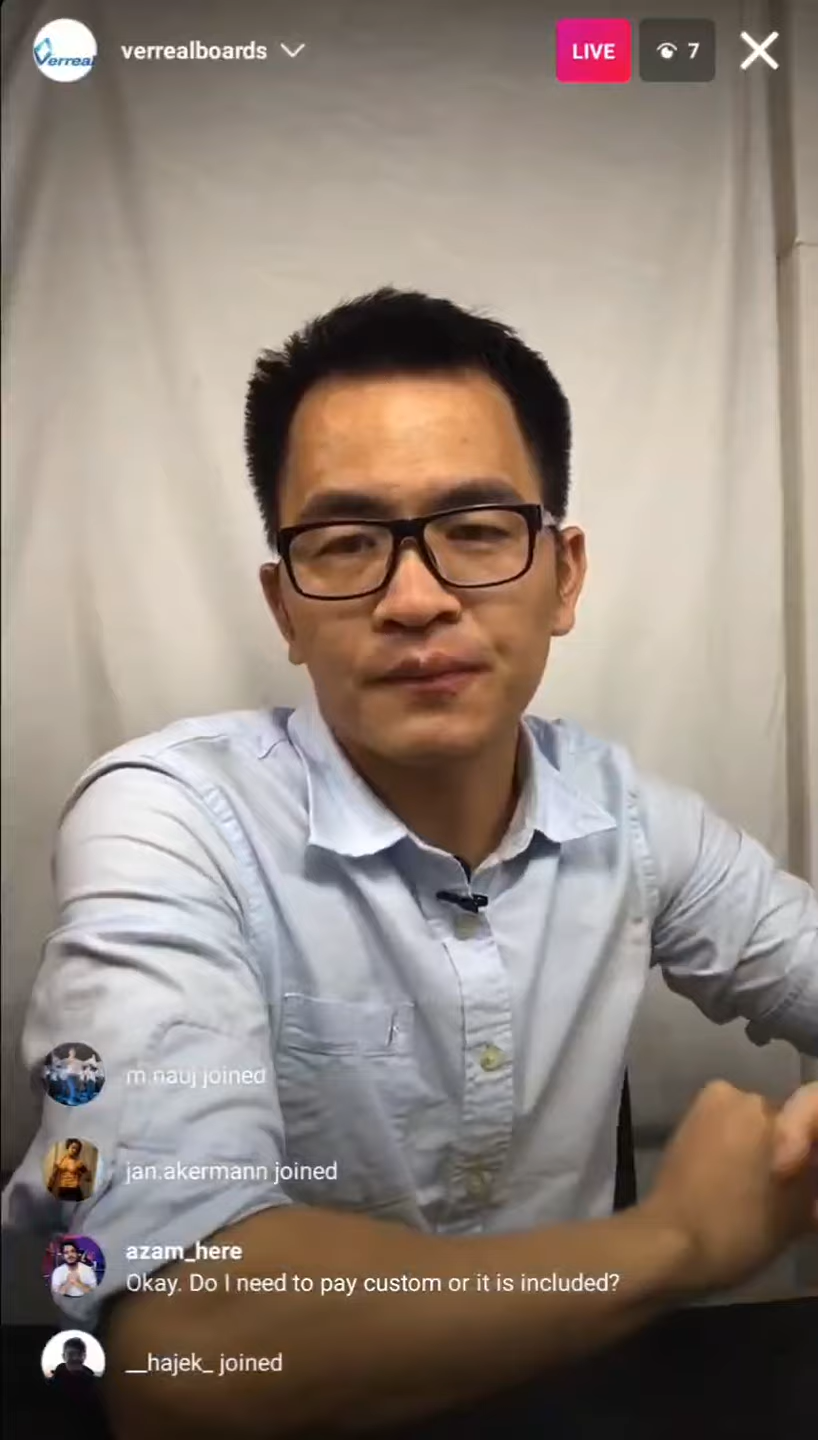 Verreal
verrealboards
LIVE
7
m.nauj joined
jan.akermann joined
azam_here
Okay. Do I need to pay custom or it is included?
__hajek_ joined